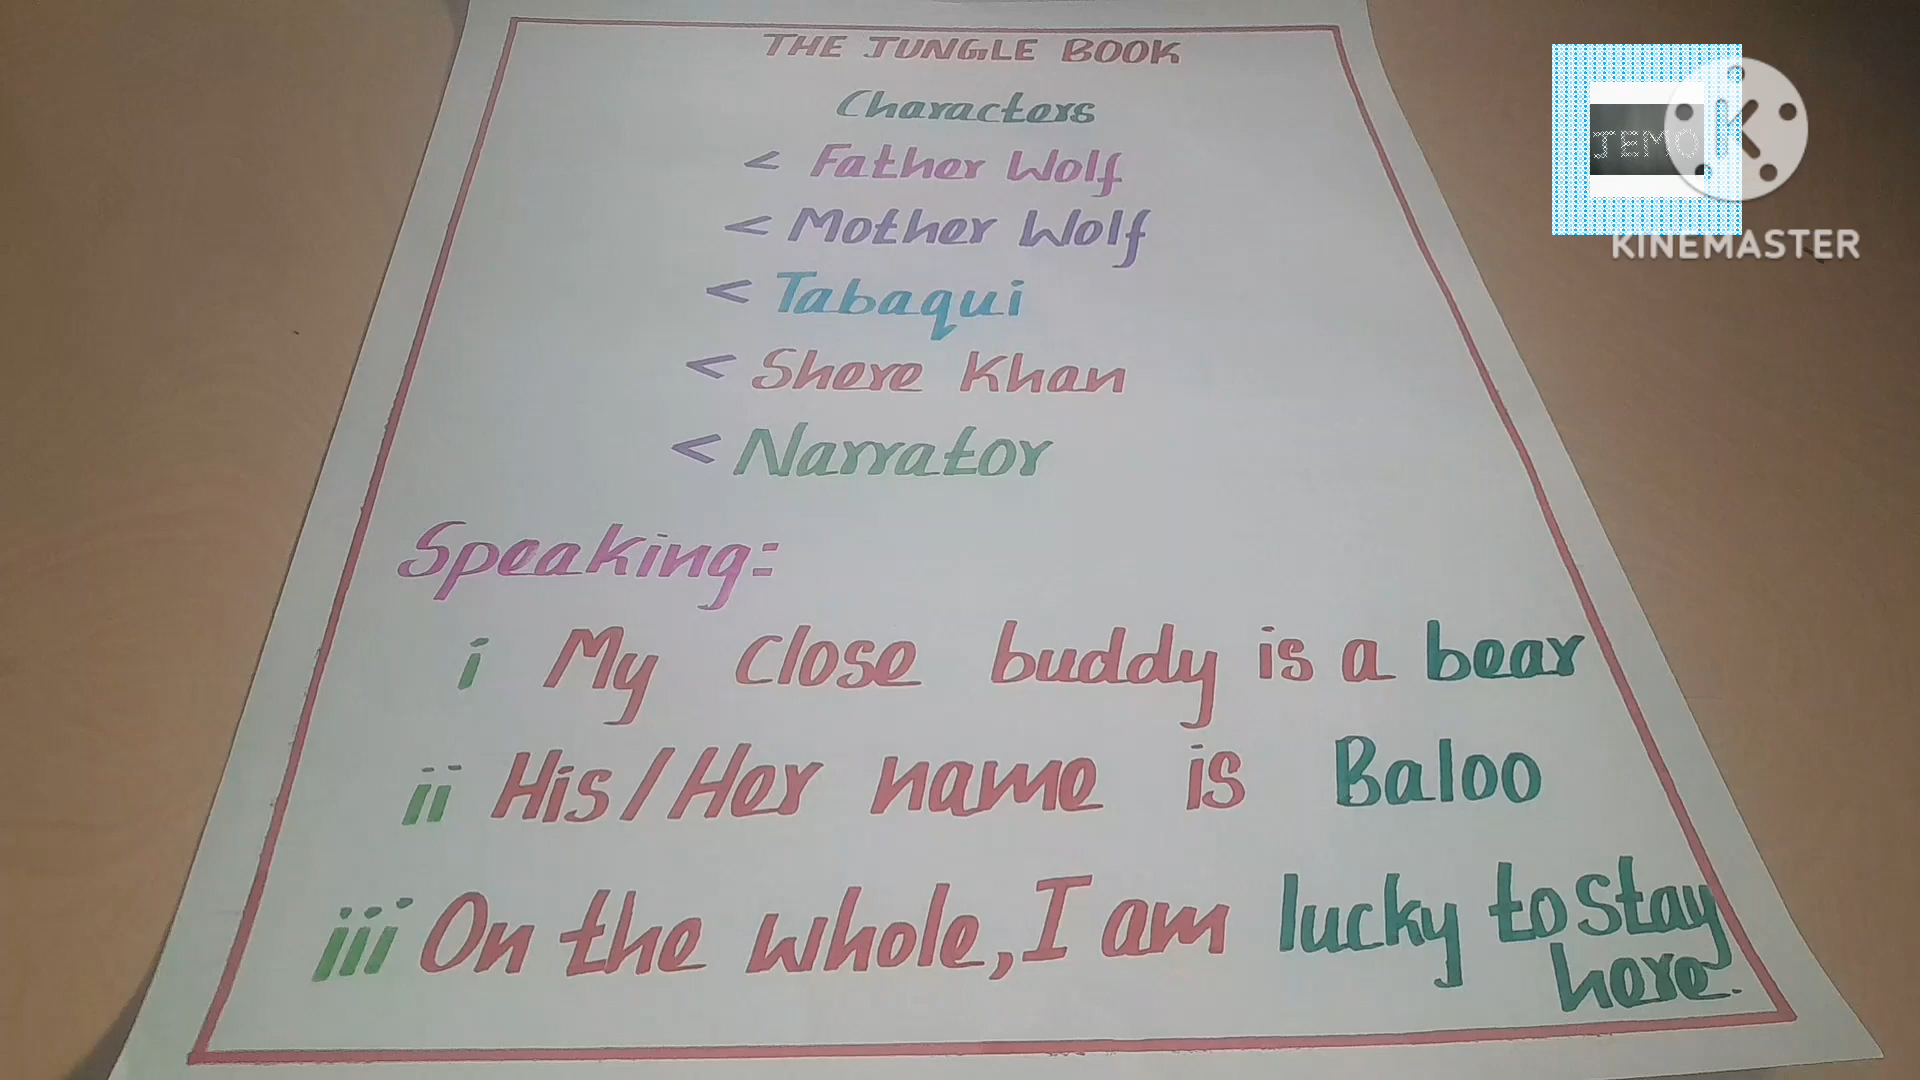 THE JUNGLE BOOK
Characters
< Father Wolf
< Mother Wolf
< Tabaqui
< Shere Khan
< Narrator
Speaking:
i My close buddy is a bear
ii His/Her name is Baloo
iii On the whole, I am lucky to stay
here.
JEMO
KINEMASTER